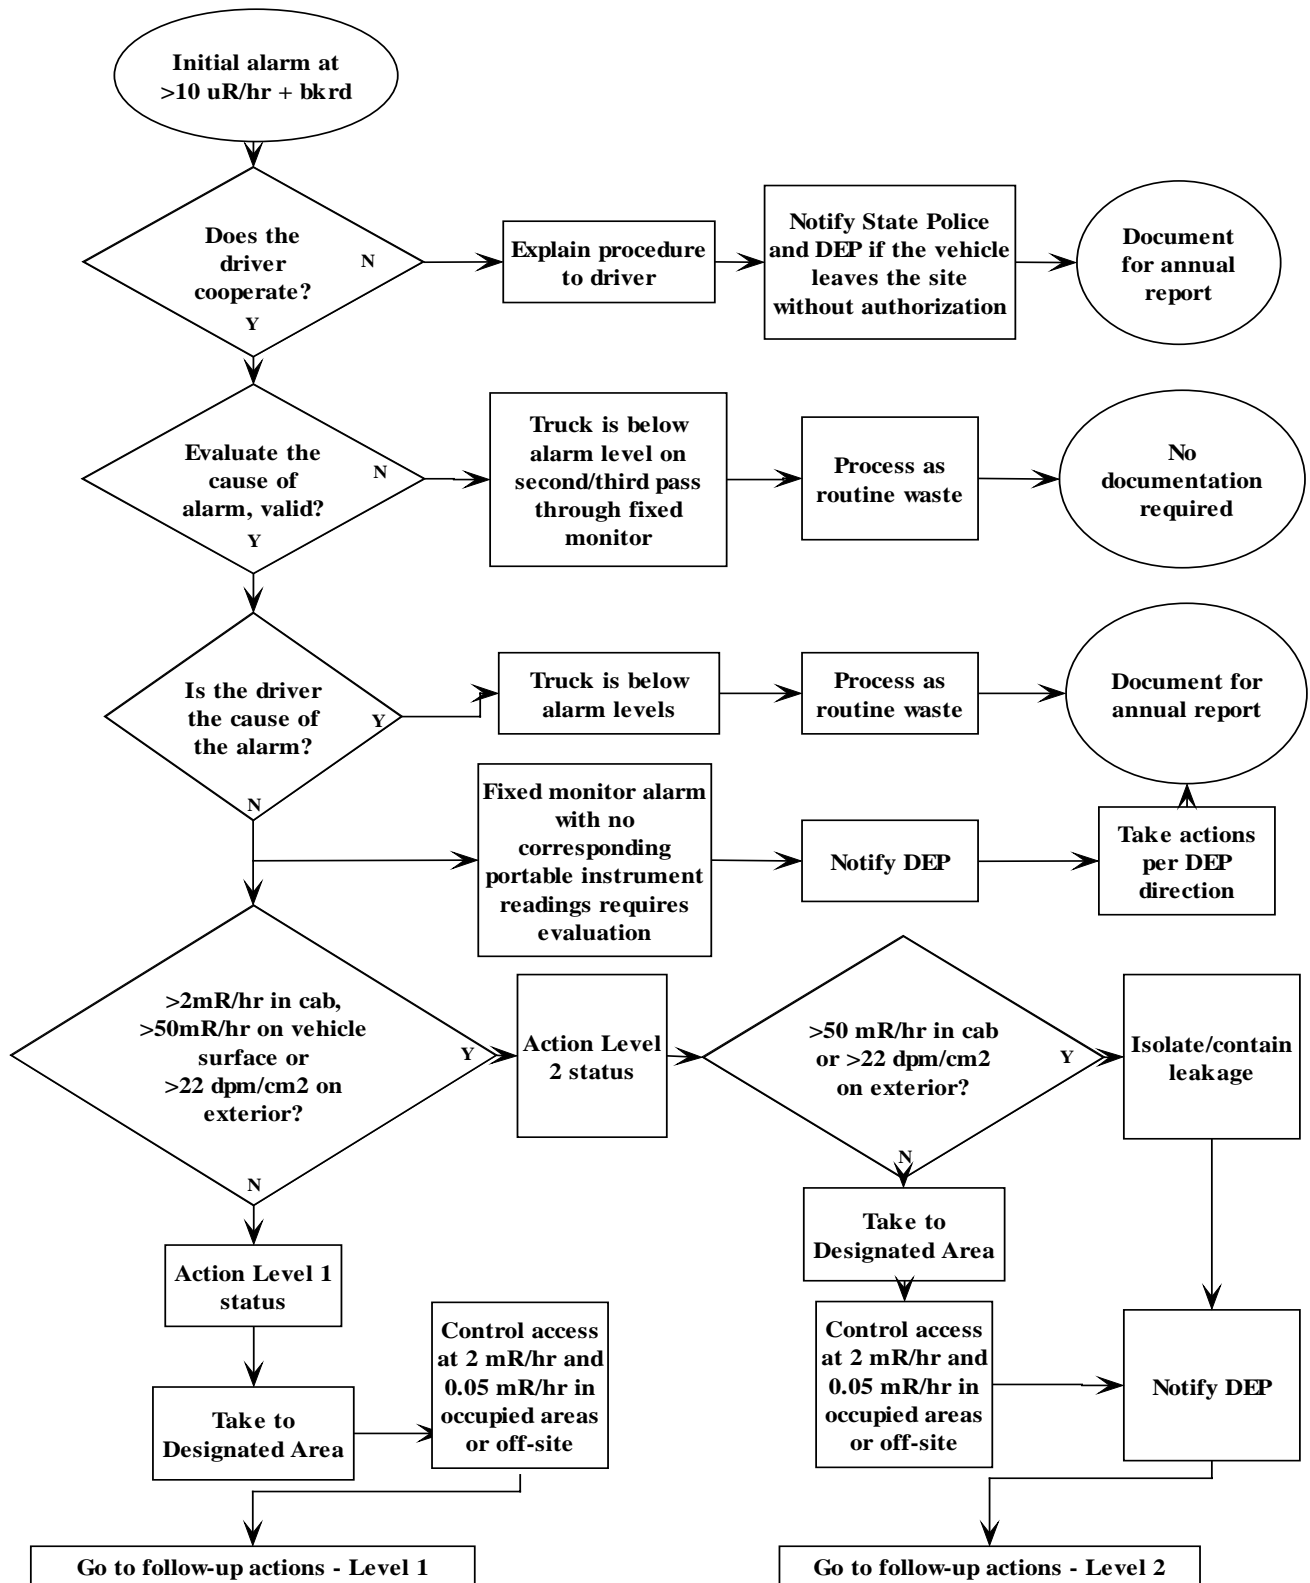 Initial alarm at
>10 uR/hr + bkrd
Does the
driver
cooperate?
N
Y
Explain procedure
to driver
Notify State Police
and DEP if the vehicle
leaves the site
without authorization
Document
for annual
report
Evaluate the
cause of
alarm, valid?
N
Y
Truck is below
alarm level on
second/third pass
through fixed
monitor
Process as
routine waste
No
documentation
required
Is the driver
the cause of
the alarm?
Y
N
Truck is below
alarm levels
Process as
routine waste
Document for
annual report
Fixed monitor alarm
with no
corresponding
portable instrument
readings requires
evaluation
Notify DEP
Take actions
per DEP
direction
>2mR/hr in cab,
>50mR/hr on vehicle
surface or
>22 dpm/cm2 on
exterior?
Y
N
Action Level
2 status
>50 mR/hr in cab
or >22 dpm/cm2
on exterior?
Y
N
Isolate/contain
leakage
Take to
Designated Area
Action Level 1
status
Control access
at 2 mR/hr and
0.05 mR/hr in
occupied areas
or off-site
Control access
at 2 mR/hr and
0.05 mR/hr in
occupied areas
or off-site
Notify DEP
Take to
Designated Area
Go to follow-up actions - Level 1
Go to follow-up actions - Level 2